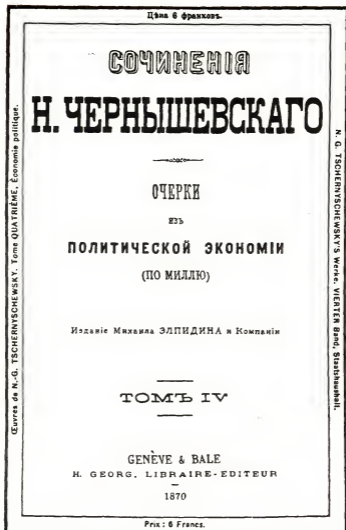 Цѣна 6 франковъ.
СОЧИНЕНІЯ
Н. ЧЕРНЫШЕВСКАГО
ОЧЕРКИ
ИЗЪ
ПОЛИТИЧЕСКОЙ ЭКОНОМІИ
(ПО МИЛЛЮ)
Изданіе Михаила ЭЛПИДИНА и Компаніи
ТОМЪ IV
GENÈVE & BALE
H. GEORG, LIBRAIRE-EDITEUR
1870
Prix : 6 Francs.
Œuvres de N.-G. TSCHERNYSCHEWSKY. Tome QUATRIÈME, Économie politique.
N. G. TSCHERNYSCHEWSKY'S Werke. VIERTER Band, Staatshaushalt.